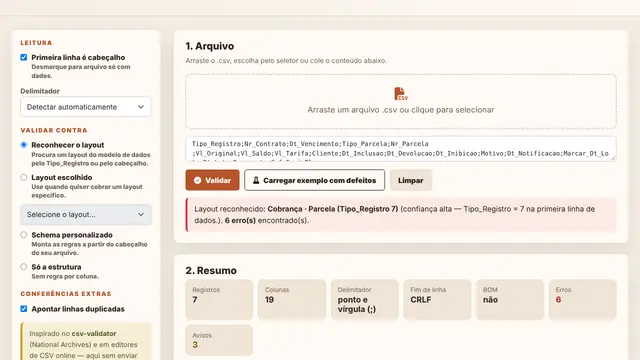 LEITURA
Primeira linha é cabeçalho
Desmarque para arquivo só com
dados.
Delimitador
Detectar automaticamente
VALIDAR CONTRA
Reconhecer o layout
Procura um layout do modelo de dados
pelo Tipo_Registro ou pelo cabeçalho.
Layout escolhido
Use quando quiser cobrar um layout
específico.
Selecione o layout...
Schema personalizado
Monta as regras a partir do cabeçalho
do seu arquivo.
Só a estrutura
Sem regra por coluna.
CONFERÊNCIAS EXTRAS
Apontar linhas duplicadas
Inspirado no csv-validator
(National Archives) e em editores
de CSV online — aqui sem enviar
1. Arquivo
Arraste o .csv, escolha pelo seletor ou cole o conteúdo abaixo.
CSV
Arraste um arquivo .csv ou clique para selecionar
Tipo_Registro;Nr_Contrato;Dt_Vencimento;Tipo_Parcela;Nr_Parcela
;Vl_Original;Vl_Saldo;Vl_Tarifa;Cliente;Dt_Inclusao;Dt_Devolucao;Dt_Inibicao;Motivo;Dt_Notificacao;Marcar_Dt_Lo
Validar
Carregar exemplo com defeitos
Limpar
Layout reconhecido: Cobrança · Parcela (Tipo_Registro 7) (confiança alta — Tipo_Registro = 7 na primeira linha de
dados.). 6 erro(s) encontrado(s).
2. Resumo
Registros
7
Colunas
19
Delimitador
ponto e
vírgula (;)
Fim de linha
CRLF
BOM
não
Erros
6
Avisos
3